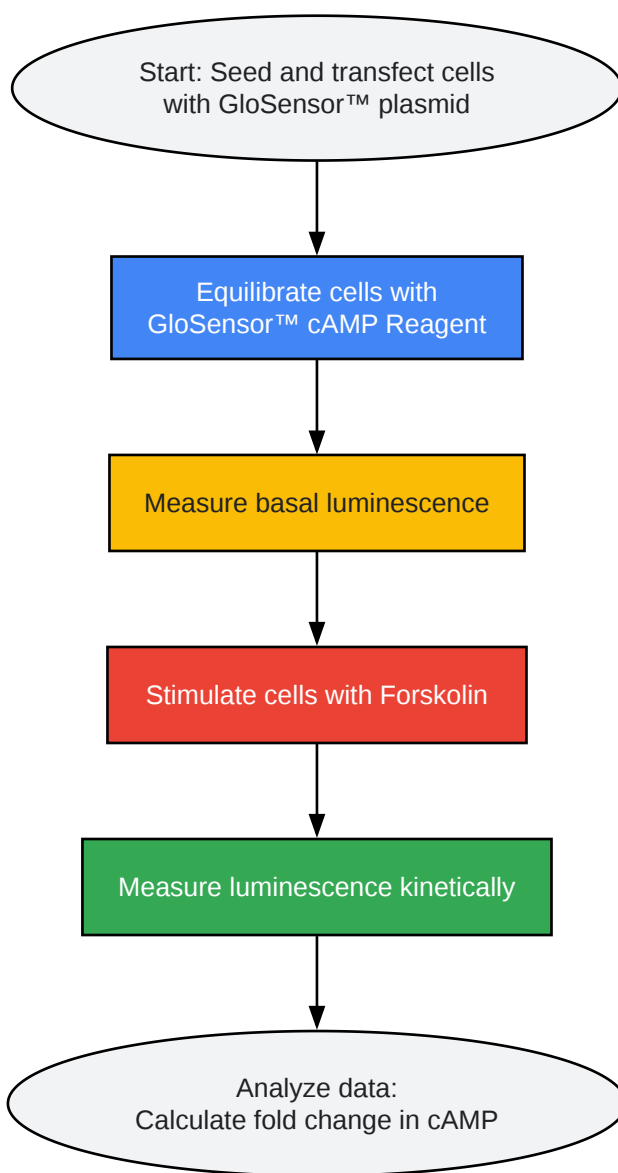 Start: Seed and transfect cells
with GloSensor™ plasmid
Equilibrate cells with
GloSensor™ cAMP Reagent
Measure basal luminescence
Stimulate cells with Forskolin
Measure luminescence kinetically
Analyze data:
Calculate fold change in cAMP